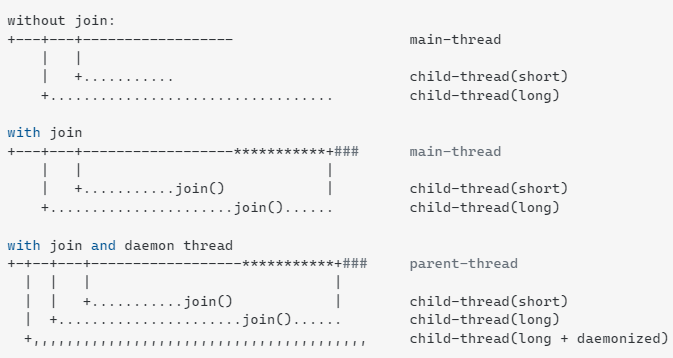 without join:
+---+---+------------------                     main-thread
    |   |
    |   +...........                            child-thread(short)
    +..................................         child-thread(long)
with join
+---+---+------------------***********+###      main-thread
    |   |                             |
    |   +...........join()            |         child-thread(short)
    +......................join()......         child-thread(long)
with join and daemon thread
+-+--+---+------------------***********+###     parent-thread
  |  |   |                             |
  |  |   +...........join()            |        child-thread(short)
  |  +......................join()......        child-thread(long)
  +,,,,,,,,,,,,,,,,,,,,,,,,,,,,,,,,,,,,,,,,     child-thread(long + daemonized)